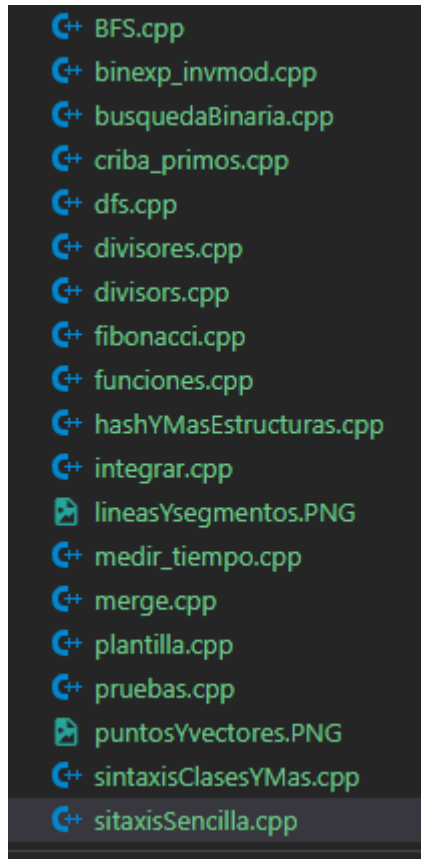 BFS.cpp
binexp_invmod.cpp
busquedaBinaria.cpp
criba_primos.cpp
dfs.cpp
divisores.cpp
divisors.cpp
fibonacci.cpp
funciones.cpp
hashYMasEstructuras.cpp
integrar.cpp
lineasYsegmentos.PNG
medir_tiempo.cpp
merge.cpp
plantilla.cpp
pruebas.cpp
puntosYvectores.PNG
sintaxisClasesYMas.cpp
sitaxisSencilla.cpp